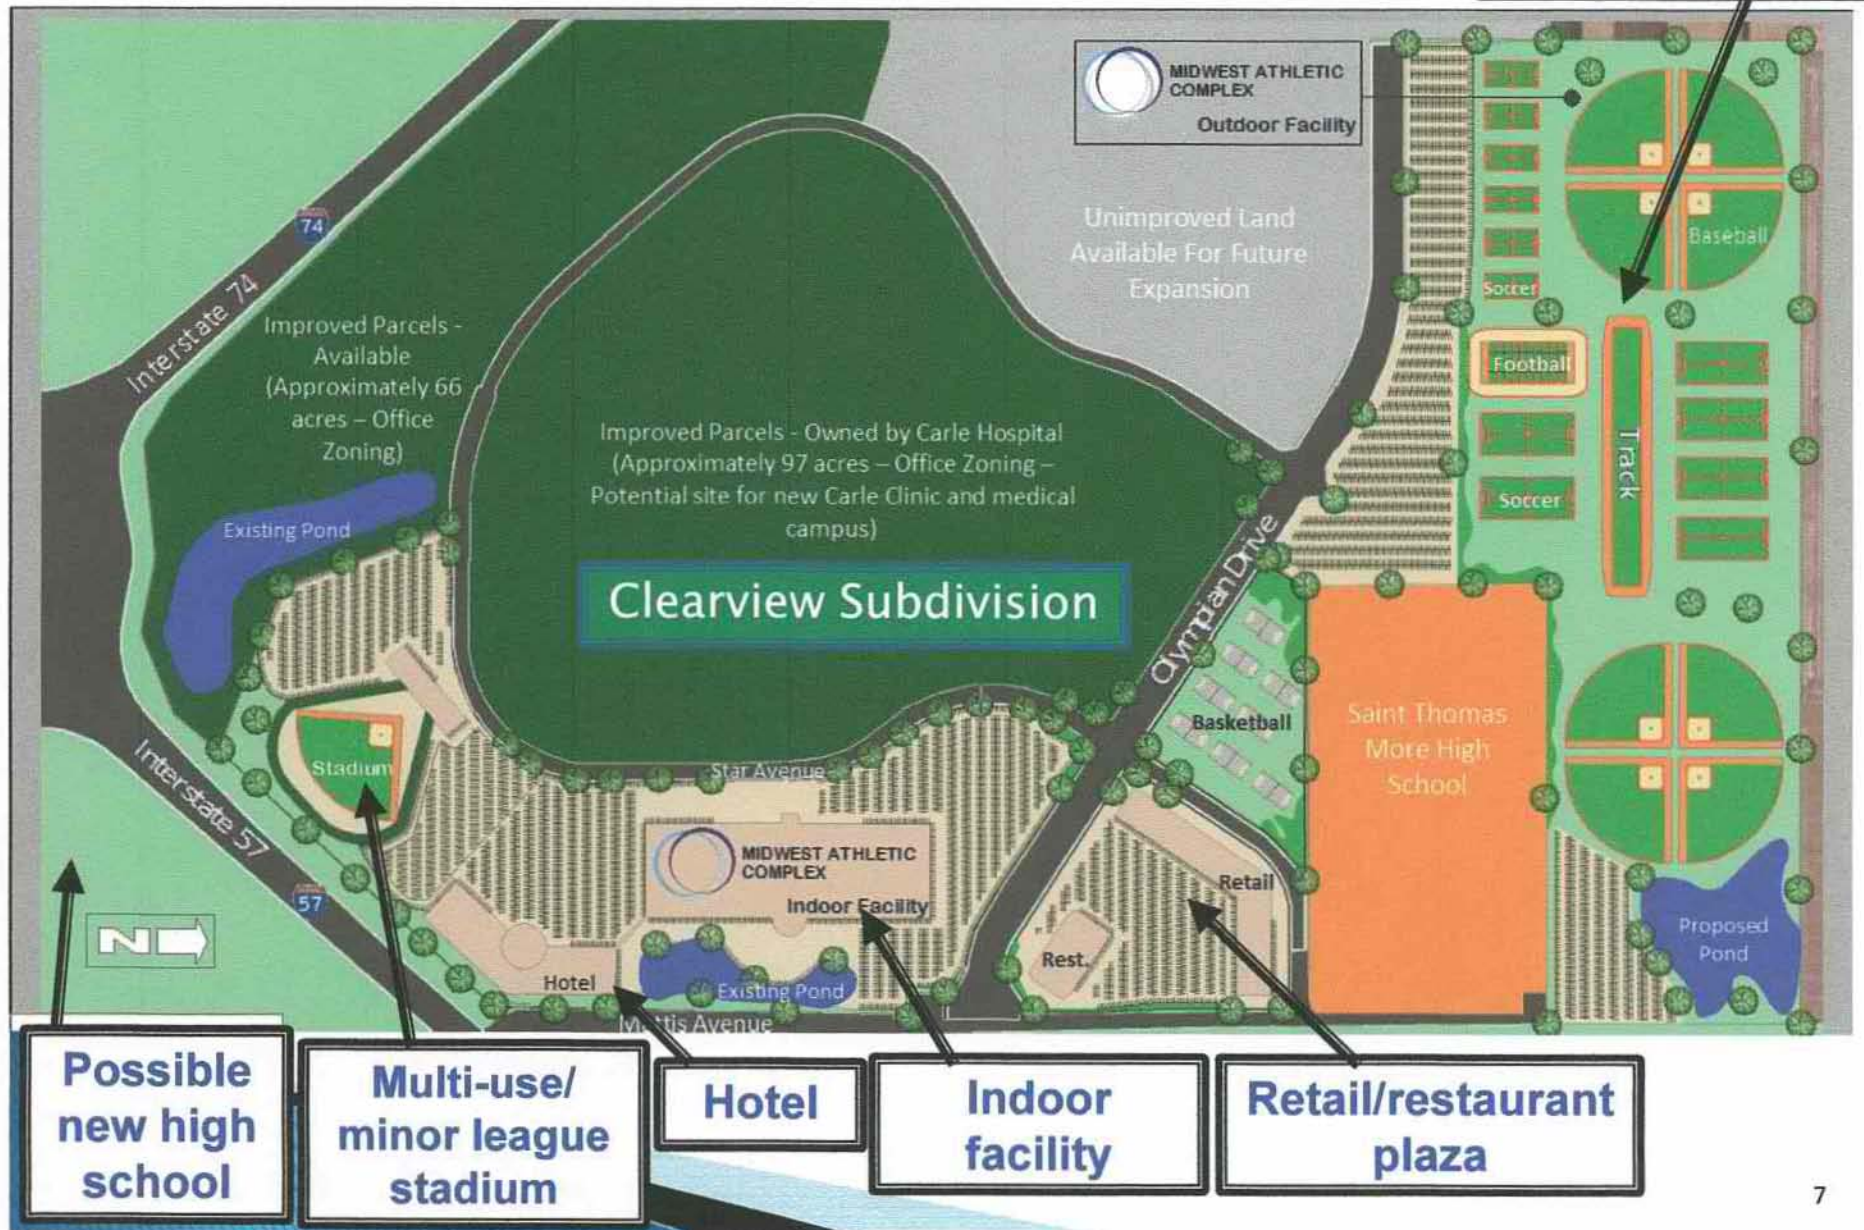 MIDWEST ATHLETIC
COMPLEX
Outdoor Facility
74
Interstate 74
Improved Parcels -
Available
(Approximately 66
acres – Office
Zoning)
Unimproved Land
Available For Future
Expansion
Baseball
Soccer
Football
Track
Soccer
Improved Parcels - Owned by Carle Hospital
(Approximately 97 acres – Office Zoning –
Potential site for new Carle Clinic and medical
campus)
Existing Pond
Clearview Subdivision
Olympian Drive
Basketball
Saint Thomas
More High
School
Stadium
Star Avenue
Interstate 57
57
MIDWEST ATHLETIC
COMPLEX
Indoor Facility
Retail
Rest.
Proposed
Pond
N
Hotel
Existing Pond
Mattis Avenue
Possible
new high
school
Multi-use/
minor league
stadium
Hotel
Indoor
facility
Retail/restaurant
plaza
7